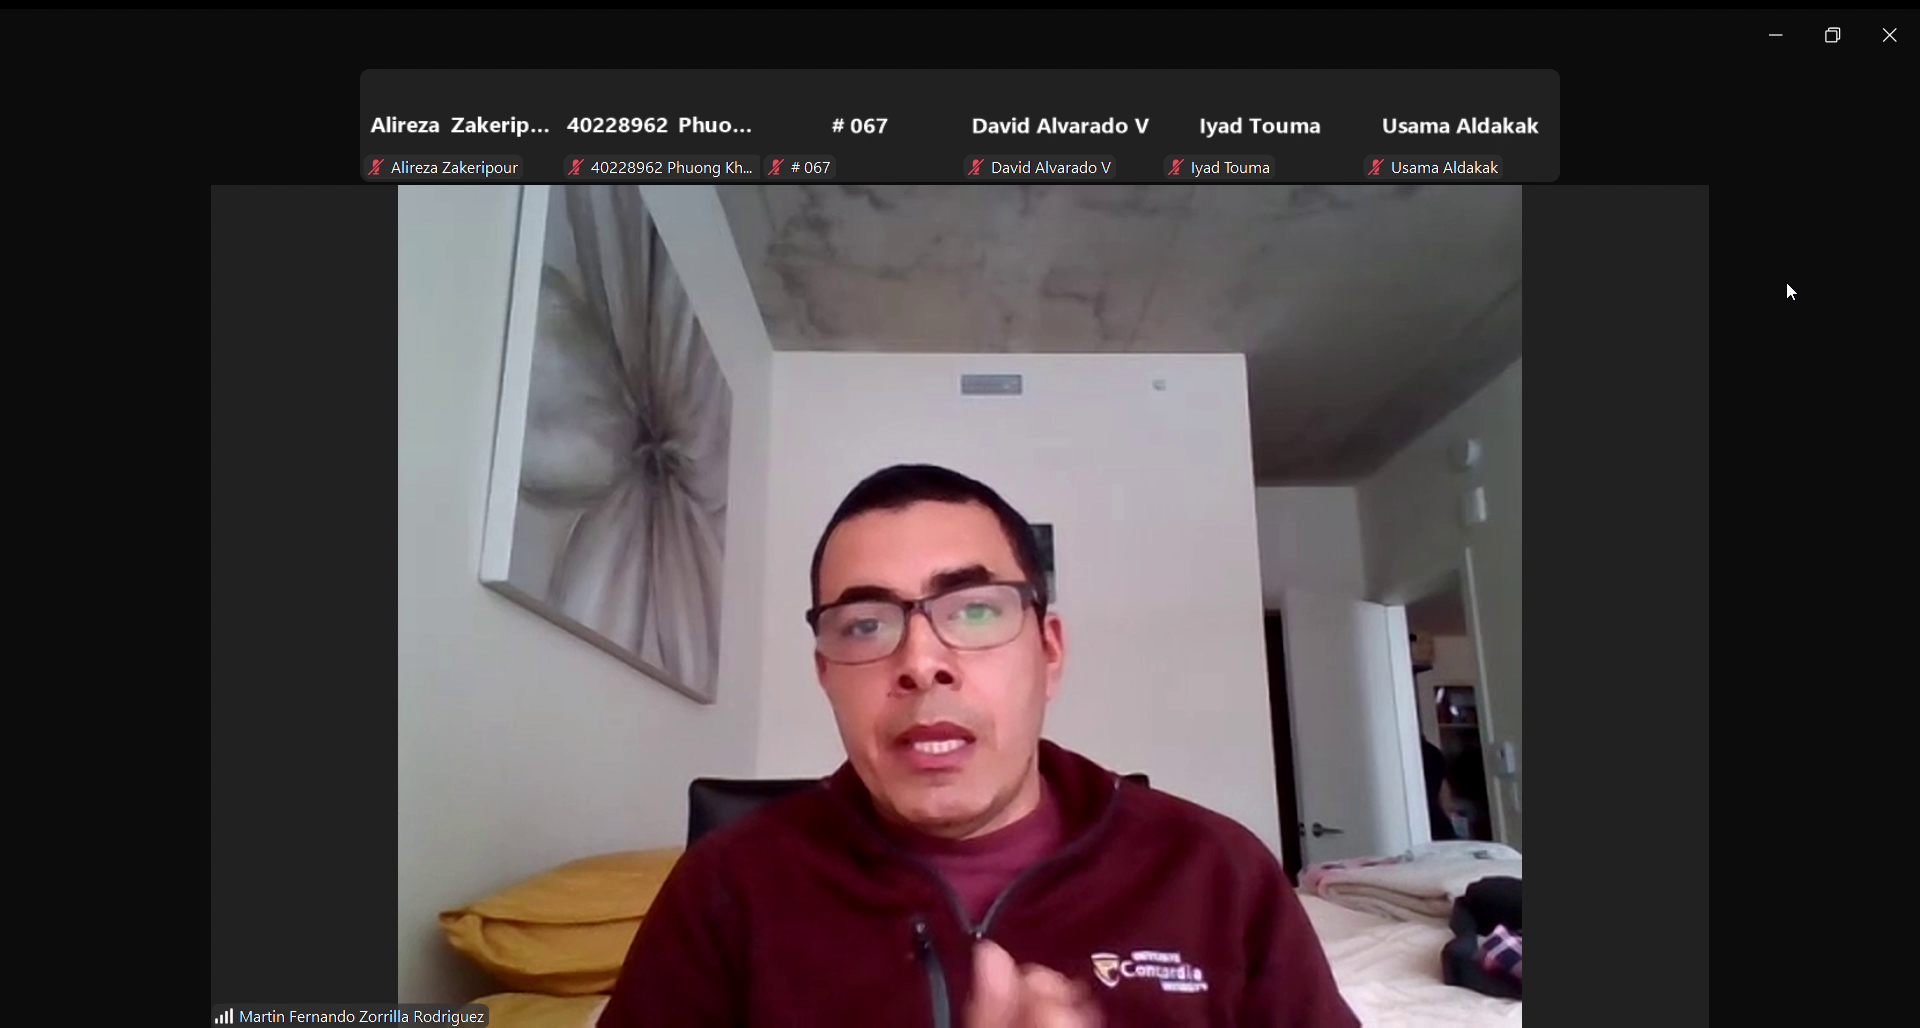 Alireza Zakerip...
40228962 Phuo...
# 067
David Alvarado V
Iyad Touma
Usama Aldakak
Alireza Zakeripour
40228962 Phuong Kh...
# 067
David Alvarado V
Iyad Touma
Usama Aldakak
Concordia
Martin Fernando Zorrilla Rodriguez